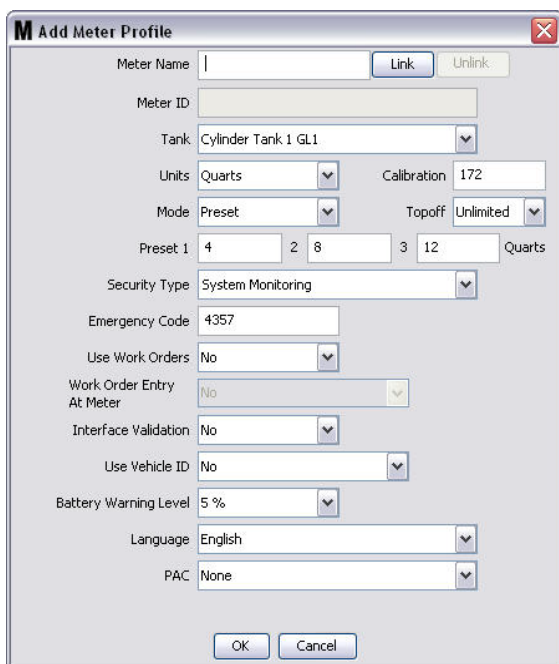 M Add Meter Profile
Meter Name Link Unlink
Meter ID
Tank Cylinder Tank 1 GL1
Units Quarts Calibration 172
Mode Preset Topoff Unlimited
Preset 1 4 2 8 3 12 Quarts
Security Type System Monitoring
Emergency Code 4357
Use Work Orders No
Work Order Entry
At Meter No
Interface Validation No
Use Vehicle ID No
Battery Warning Level 5 %
Language English
PAC None
OK Cancel